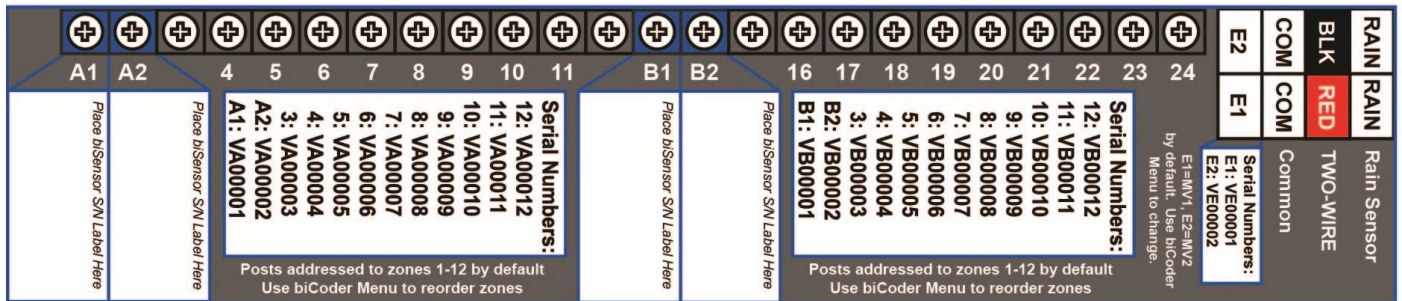 A1 A2 4 5 6 7 8 9 10 11 B1 B2 16 17 18 19 20 21 22 23 24
Place biSensor S/N Label Here
Place biSensor S/N Label Here
Serial Numbers:
12: VA00012
11: VA00011
10: VA00010
9: VA00009
8: VA00008
7: VA00007
6: VA00006
5: VA00005
4: VA00004
3: VA00003
A2: VA00002
A1: VA00001
Posts addressed to zones 1-12 by default
Use biCoder Menu to reorder zones
Place biSensor S/N Label Here
Place biSensor S/N Label Here
Serial Numbers:
12: VB00012
11: VB00011
10: VB00010
9: VB00009
8: VB00008
7: VB00007
6: VB00006
5: VB00005
4: VB00004
3: VB00003
B2: VB00002
B1: VB00001
Posts addressed to zones 1-12 by default
Use biCoder Menu to reorder zones
RAIN RAIN Rain Sensor
BLK RED TWO-WIRE
COM COM Common
E2 E1
Serial Numbers:
E1: VE00001
E2: VE00002
E1=MV1, E2=MV2
by default. Use biCoder
Menu to change.